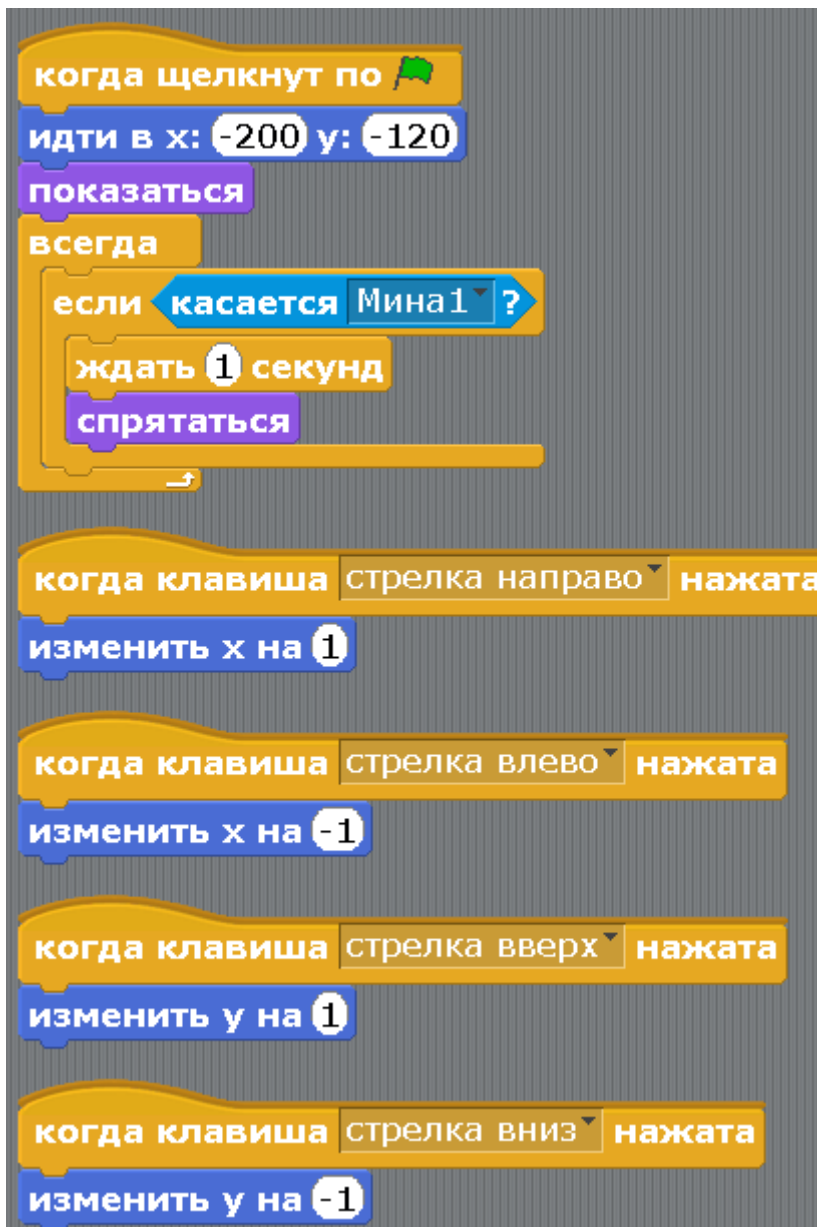 когда щелкнут по
идти в x: -200 y: -120
показаться
всегда
если касается Мина1 ?
ждать 1 секунд
спрятаться
когда клавиша стрелка направо нажата
изменить x на 1
когда клавиша стрелка влево нажата
изменить x на -1
когда клавиша стрелка вверх нажата
изменить y на 1
когда клавиша стрелка вниз нажата
изменить y на -1